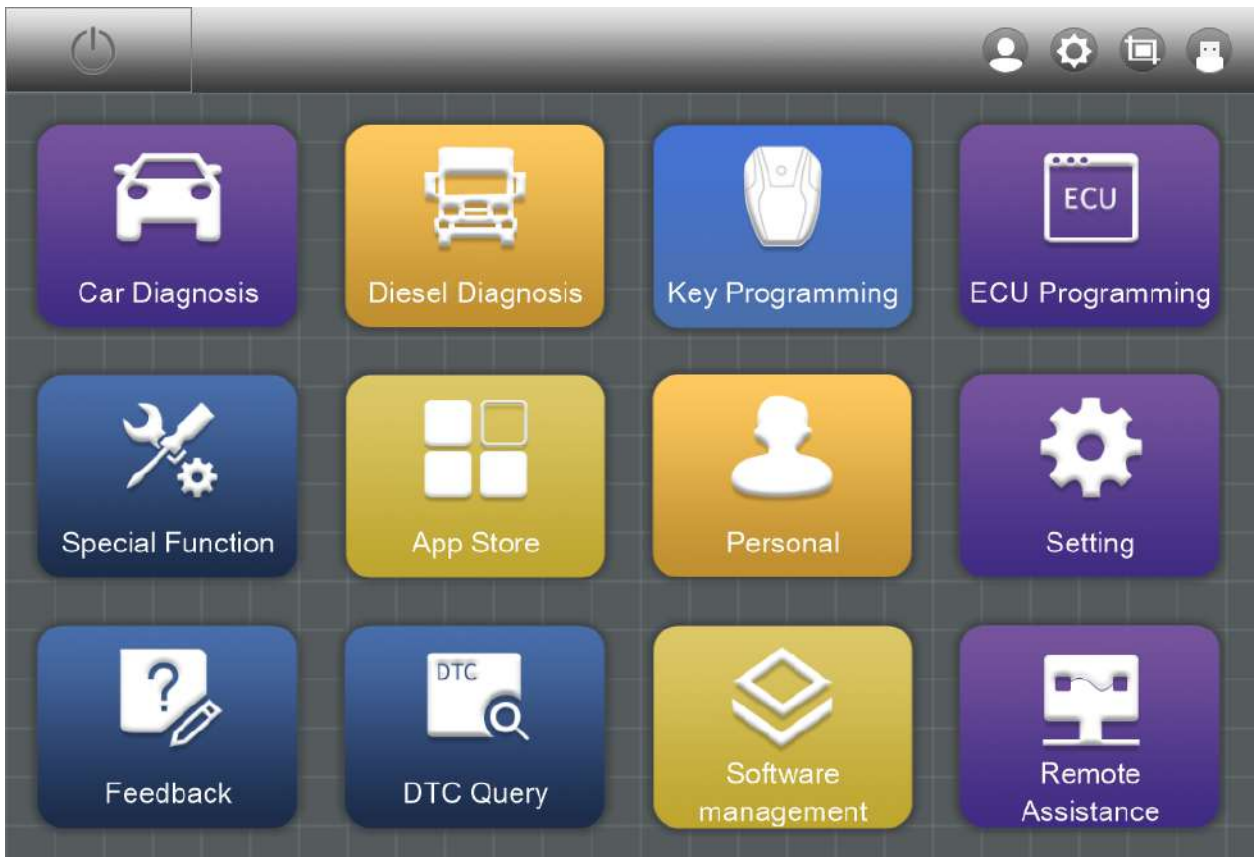 Car Diagnosis
Diesel Diagnosis
Key Programming
ECU
ECU Programming
Special Function
App Store
Personal
Setting
?
Feedback
DTC
DTC Query
Software
management
Remote
Assistance